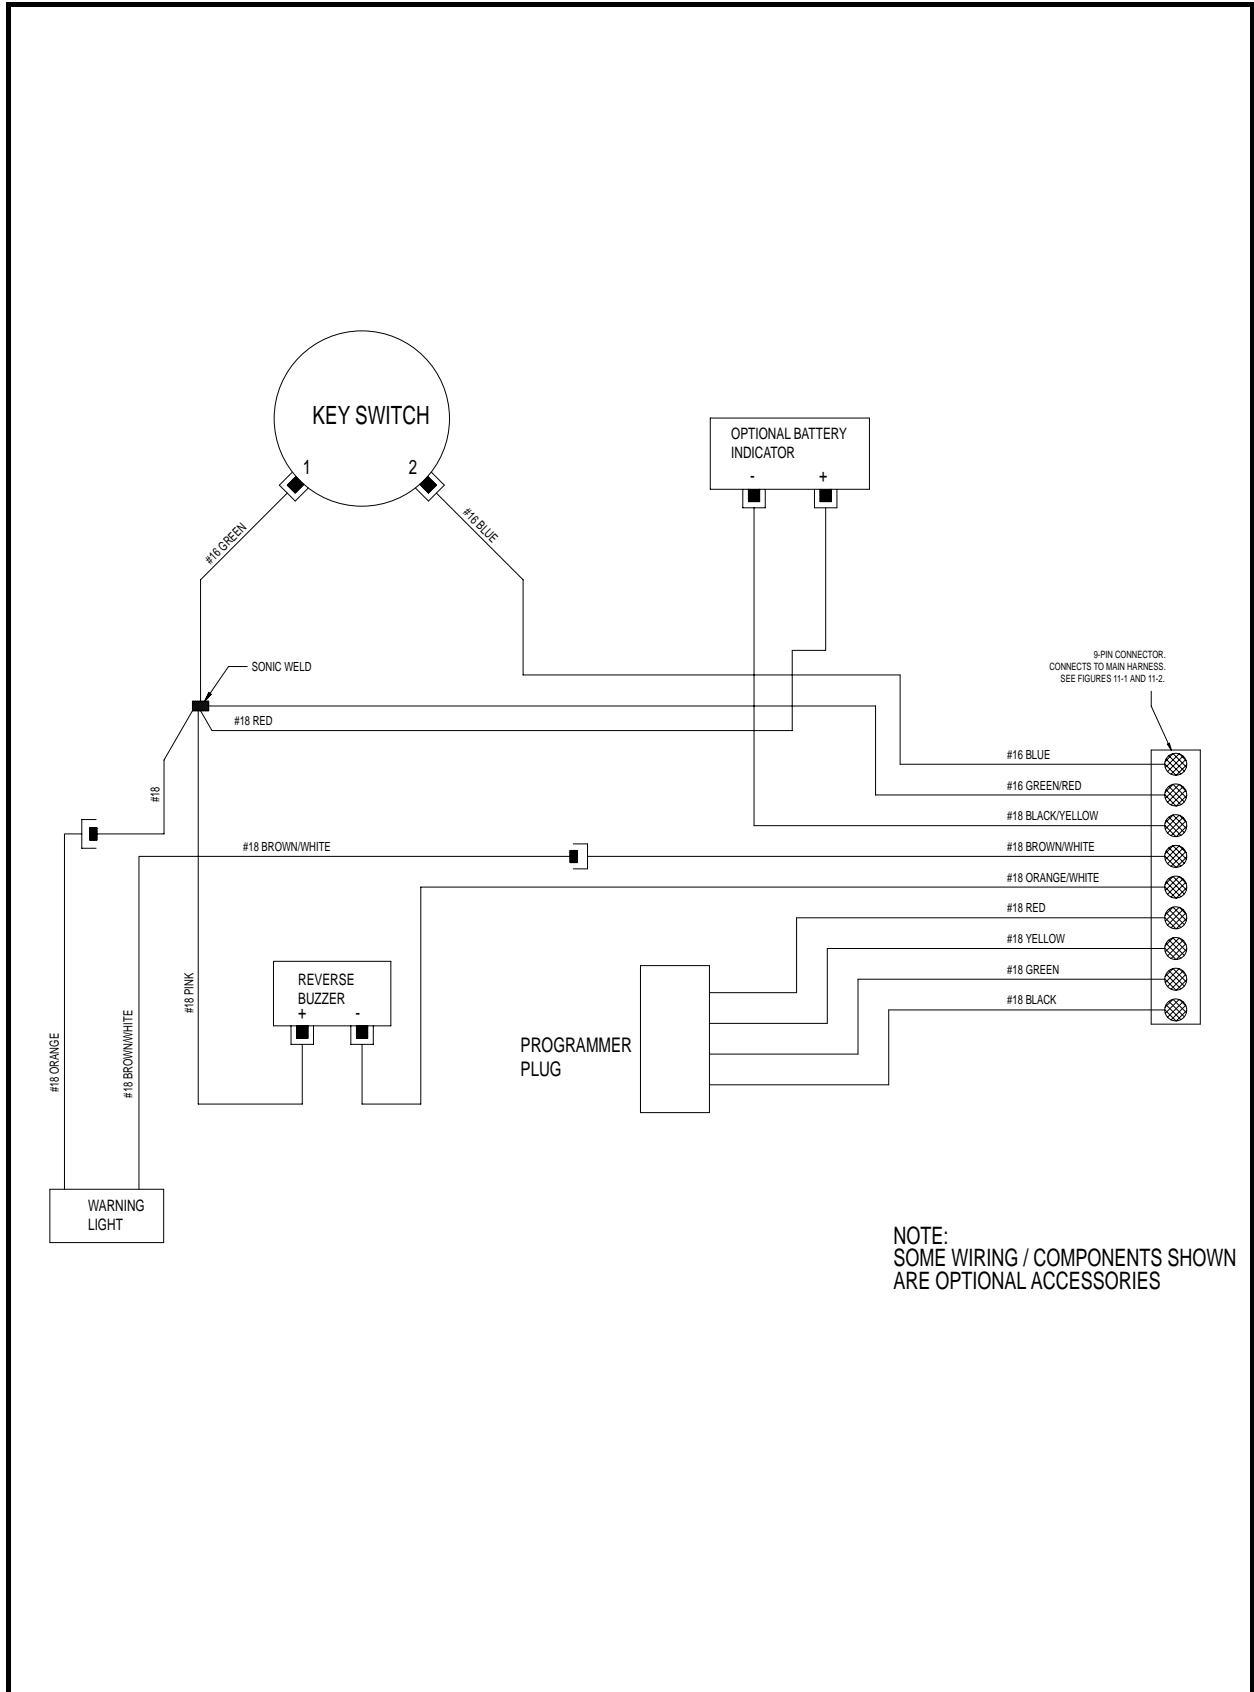 KEY SWITCH
1
2
OPTIONAL BATTERY
INDICATOR
-
+
#16 GREEN
#16 BLUE
SONIC WELD
9-PIN CONNECTOR.
CONNECTS TO MAIN HARNESS.
SEE FIGURES 11-1 AND 11-2.
#18 RED
#18
#16 BLUE
#16 GREEN/RED
#18 BLACK/YELLOW
#18 BROWN/WHITE
#18 BROWN/WHITE
#18 ORANGE/WHITE
#18 RED
#18 YELLOW
#18 GREEN
#18 BLACK
#18 PINK
REVERSE
BUZZER
+
-
PROGRAMMER
PLUG
#18 ORANGE
#18 BROWN/WHITE
WARNING
LIGHT
NOTE:
SOME WIRING / COMPONENTS SHOWN
ARE OPTIONAL ACCESSORIES